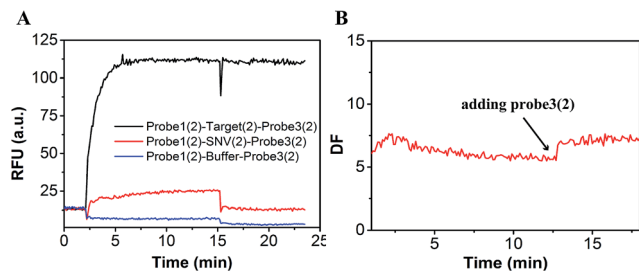 A
RFU (a.u.)
125
100
75
50
25
0
5
10
15
20
25
Time (min)
Probe1(2)-Target(2)-Probe3(2)
Probe1(2)-SNV(2)-Probe3(2)
Probe1(2)-Buffer-Probe3(2)
B
DF
15
10
5
0
5
10
15
Time (min)
adding probe3(2)